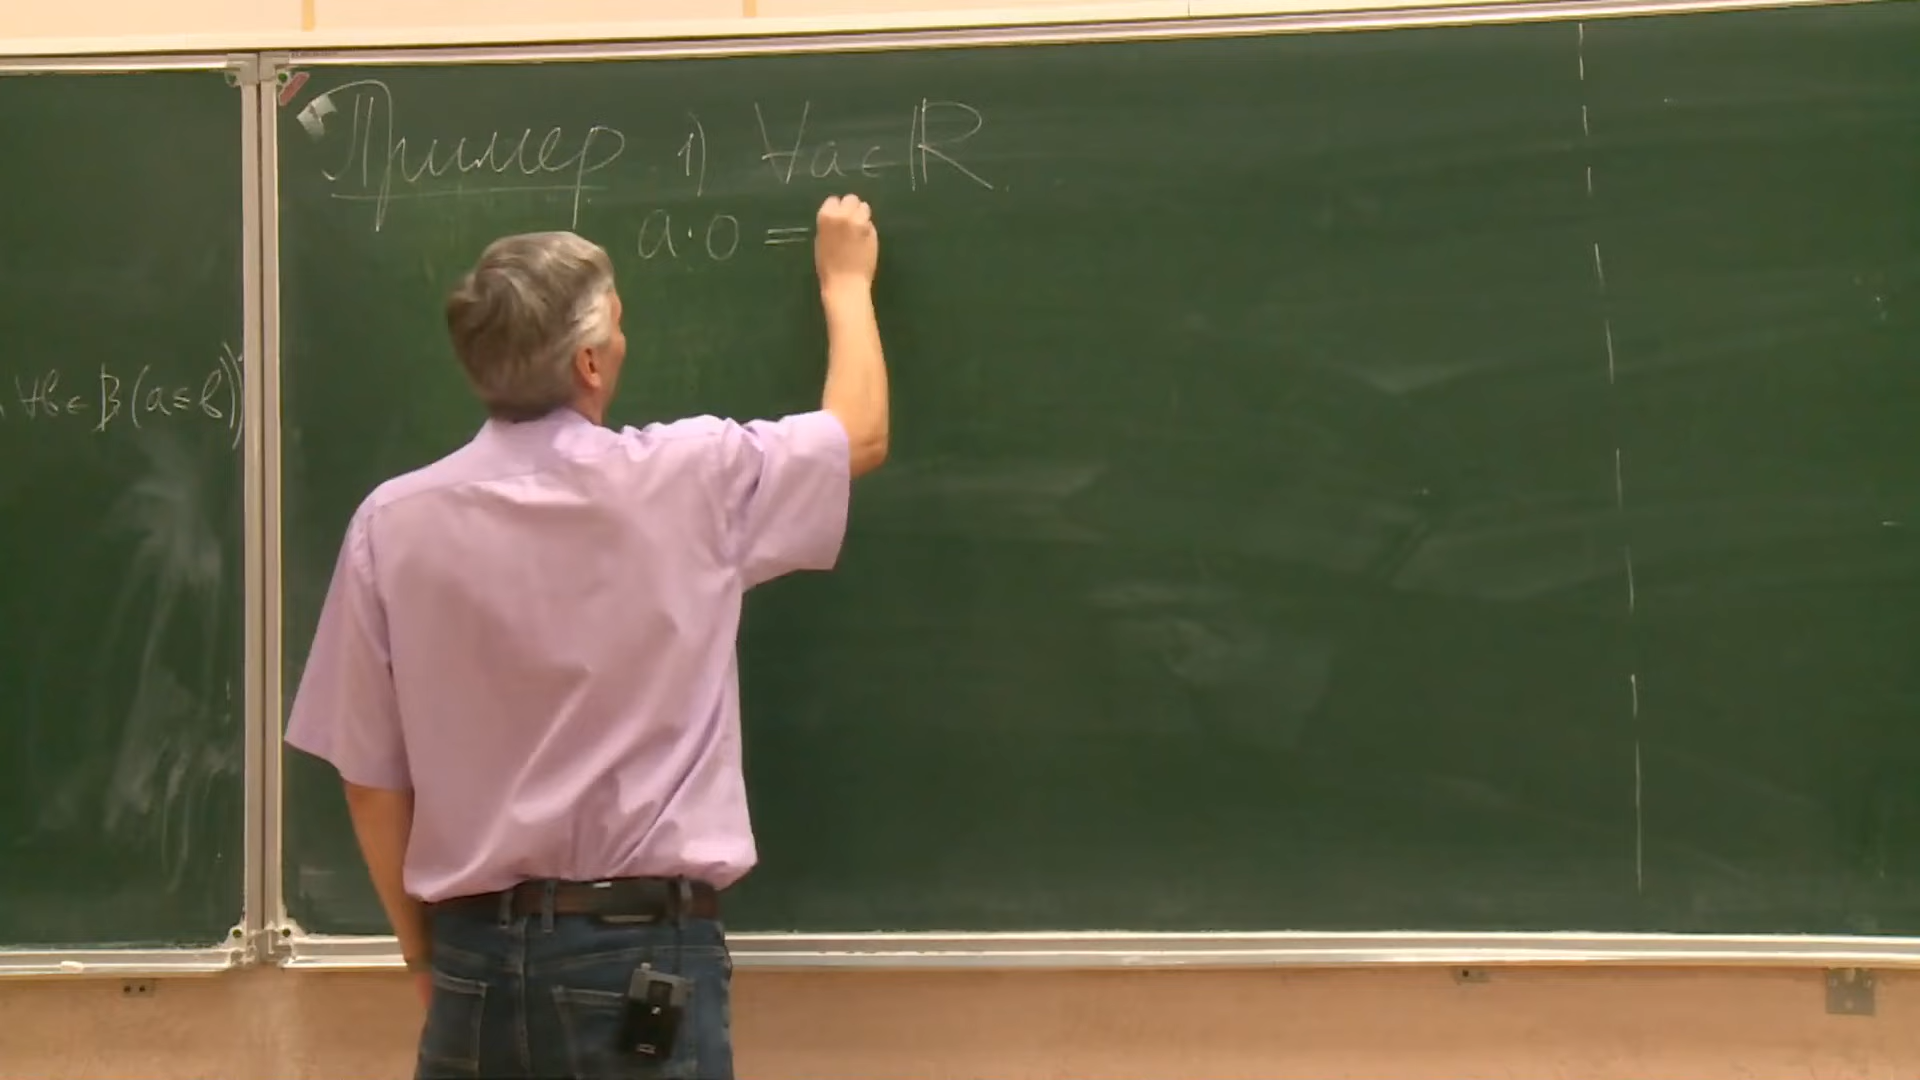 ∀b∈B(a≤b))
Пример 1) ∀a∈ℝ
a·0 =